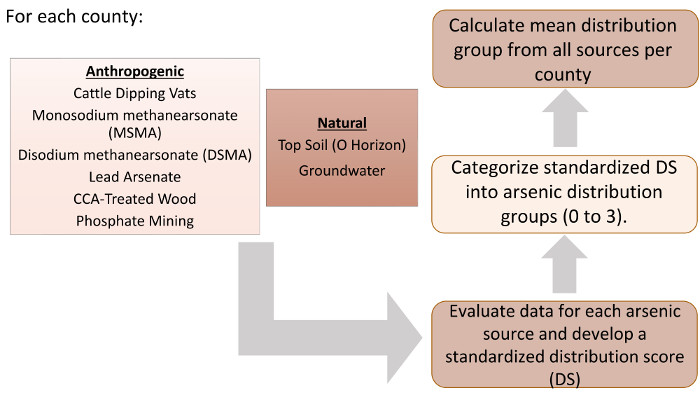 For each county:
Anthropogenic
Cattle Dipping Vats
Monosodium methanearsonate
(MSMA)
Disodium methanearsonate (DSMA)
Lead Arsenate
CCA-Treated Wood
Phosphate Mining
Natural
Top Soil (O Horizon)
Groundwater
Evaluate data for each arsenic
source and develop a
standardized distribution score
(DS)
Categorize standardized DS
into arsenic distribution
groups (0 to 3).
Calculate mean distribution
group from all sources per
county